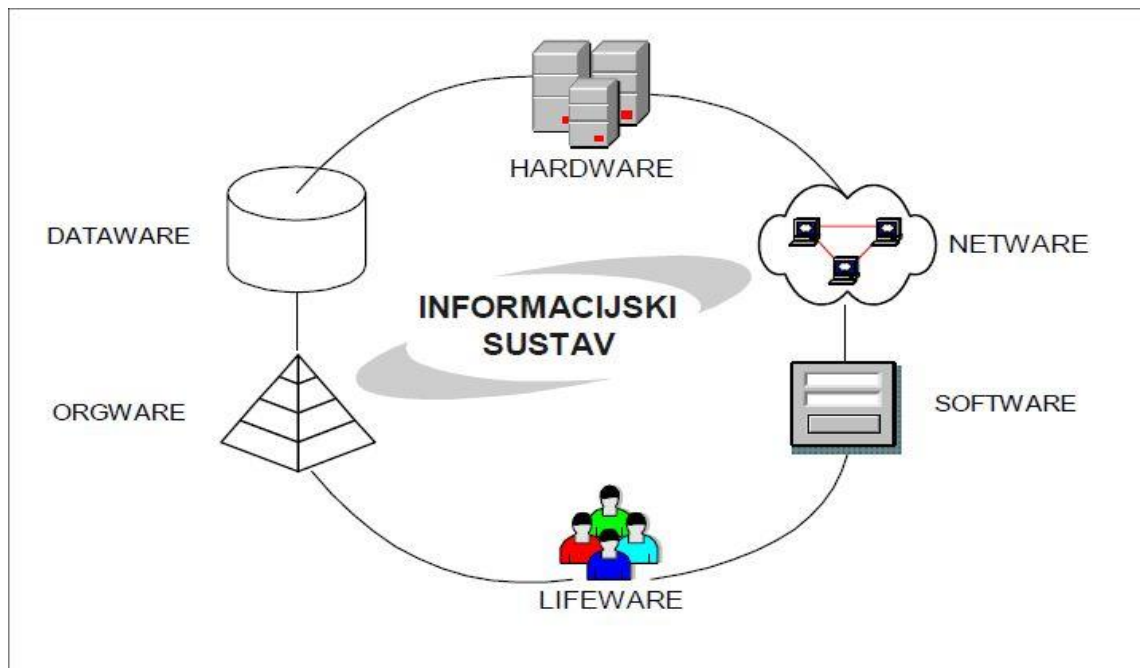 HARDWARE
DATAWARE
NETWARE
INFORMACIJSKI
SUSTAV
ORGWARE
SOFTWARE
LIFEWARE